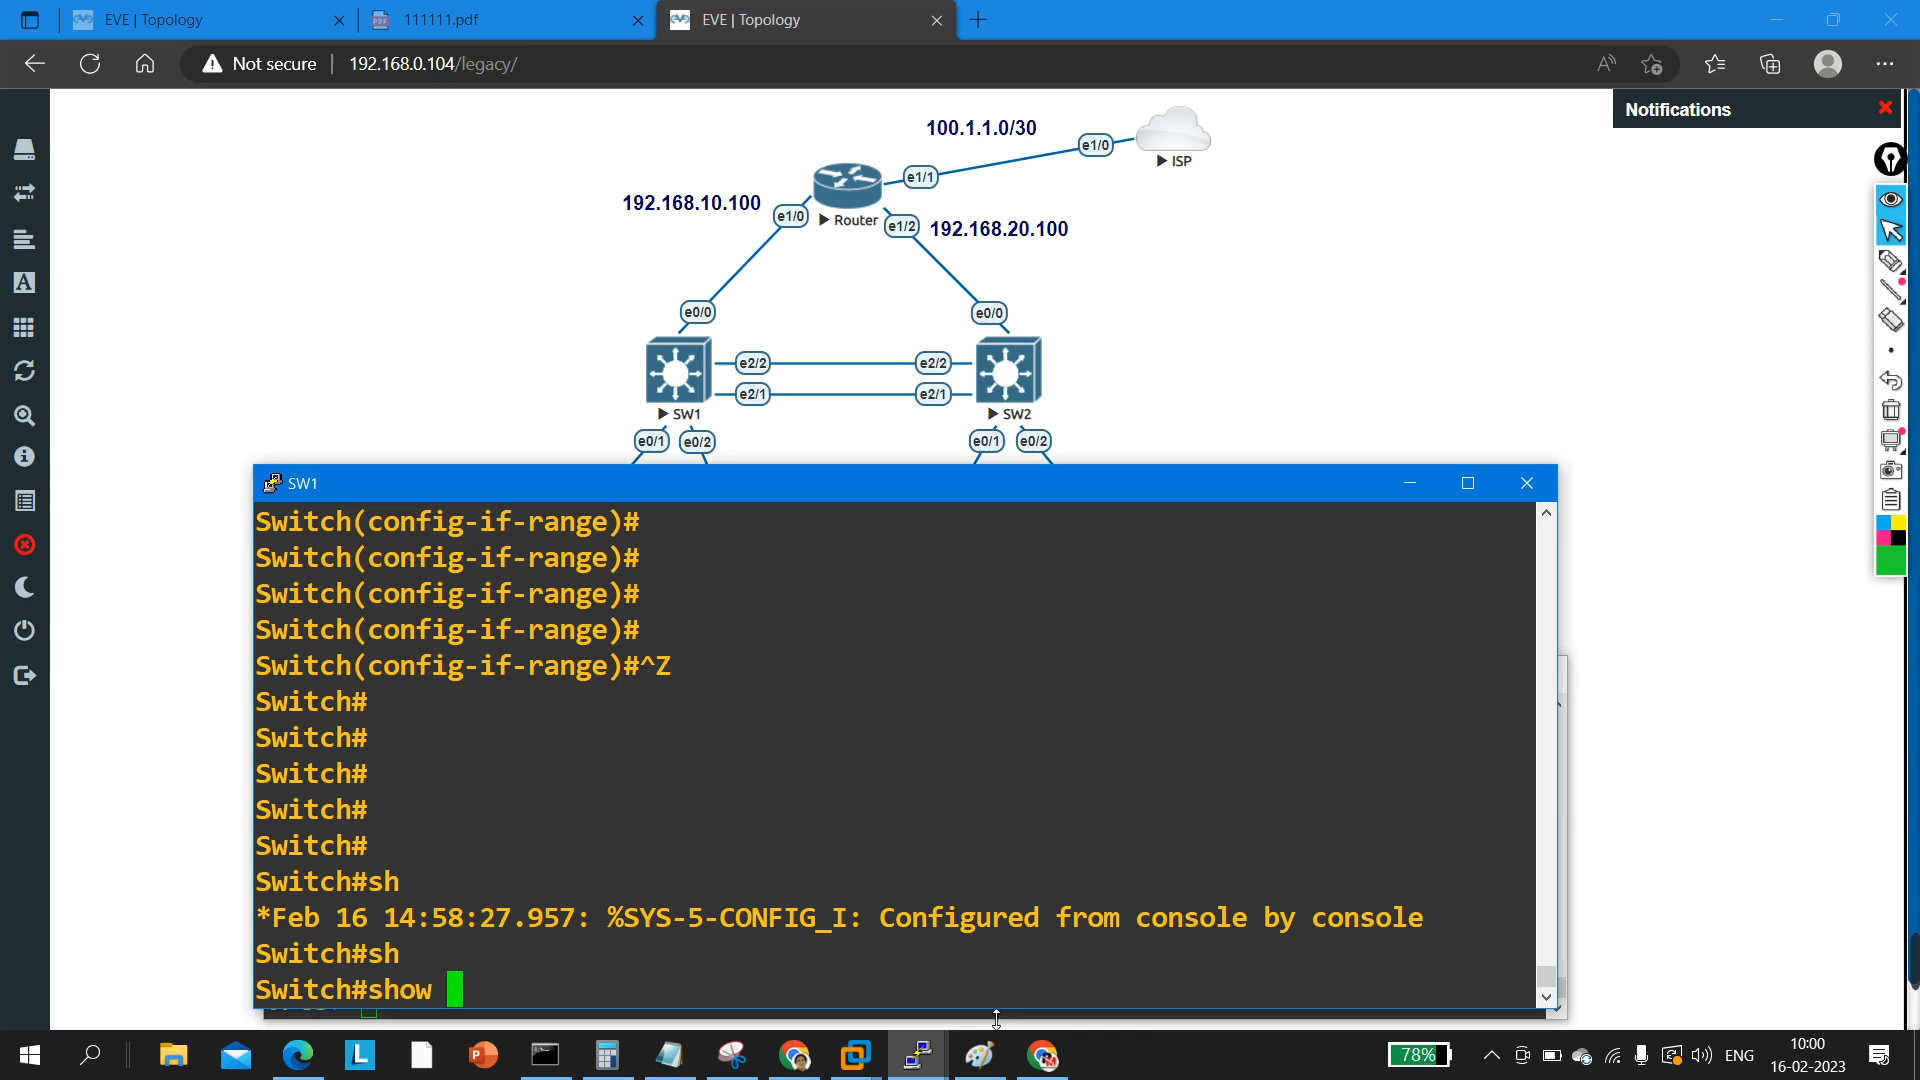 EVE | Topology
111111.pdf
EVE | Topology
Not secure
192.168.0.104/legacy/
Notifications
100.1.1.0/30
e1/0
ISP
e1/1
192.168.10.100
e1/0
Router
e1/2
192.168.20.100
e0/0
e0/0
e2/2
e2/2
e2/1
e2/1
SW1
SW2
e0/1
e0/2
e0/1
e0/2
SW1
Switch(config-if-range)#
Switch(config-if-range)#
Switch(config-if-range)#
Switch(config-if-range)#
Switch(config-if-range)#^Z
Switch#
Switch#
Switch#
Switch#
Switch#
Switch#sh
*Feb 16 14:58:27.957: %SYS-5-CONFIG_I: Configured from console by console
Switch#sh
Switch#show
78%
ENG
10:00
16-02-2023